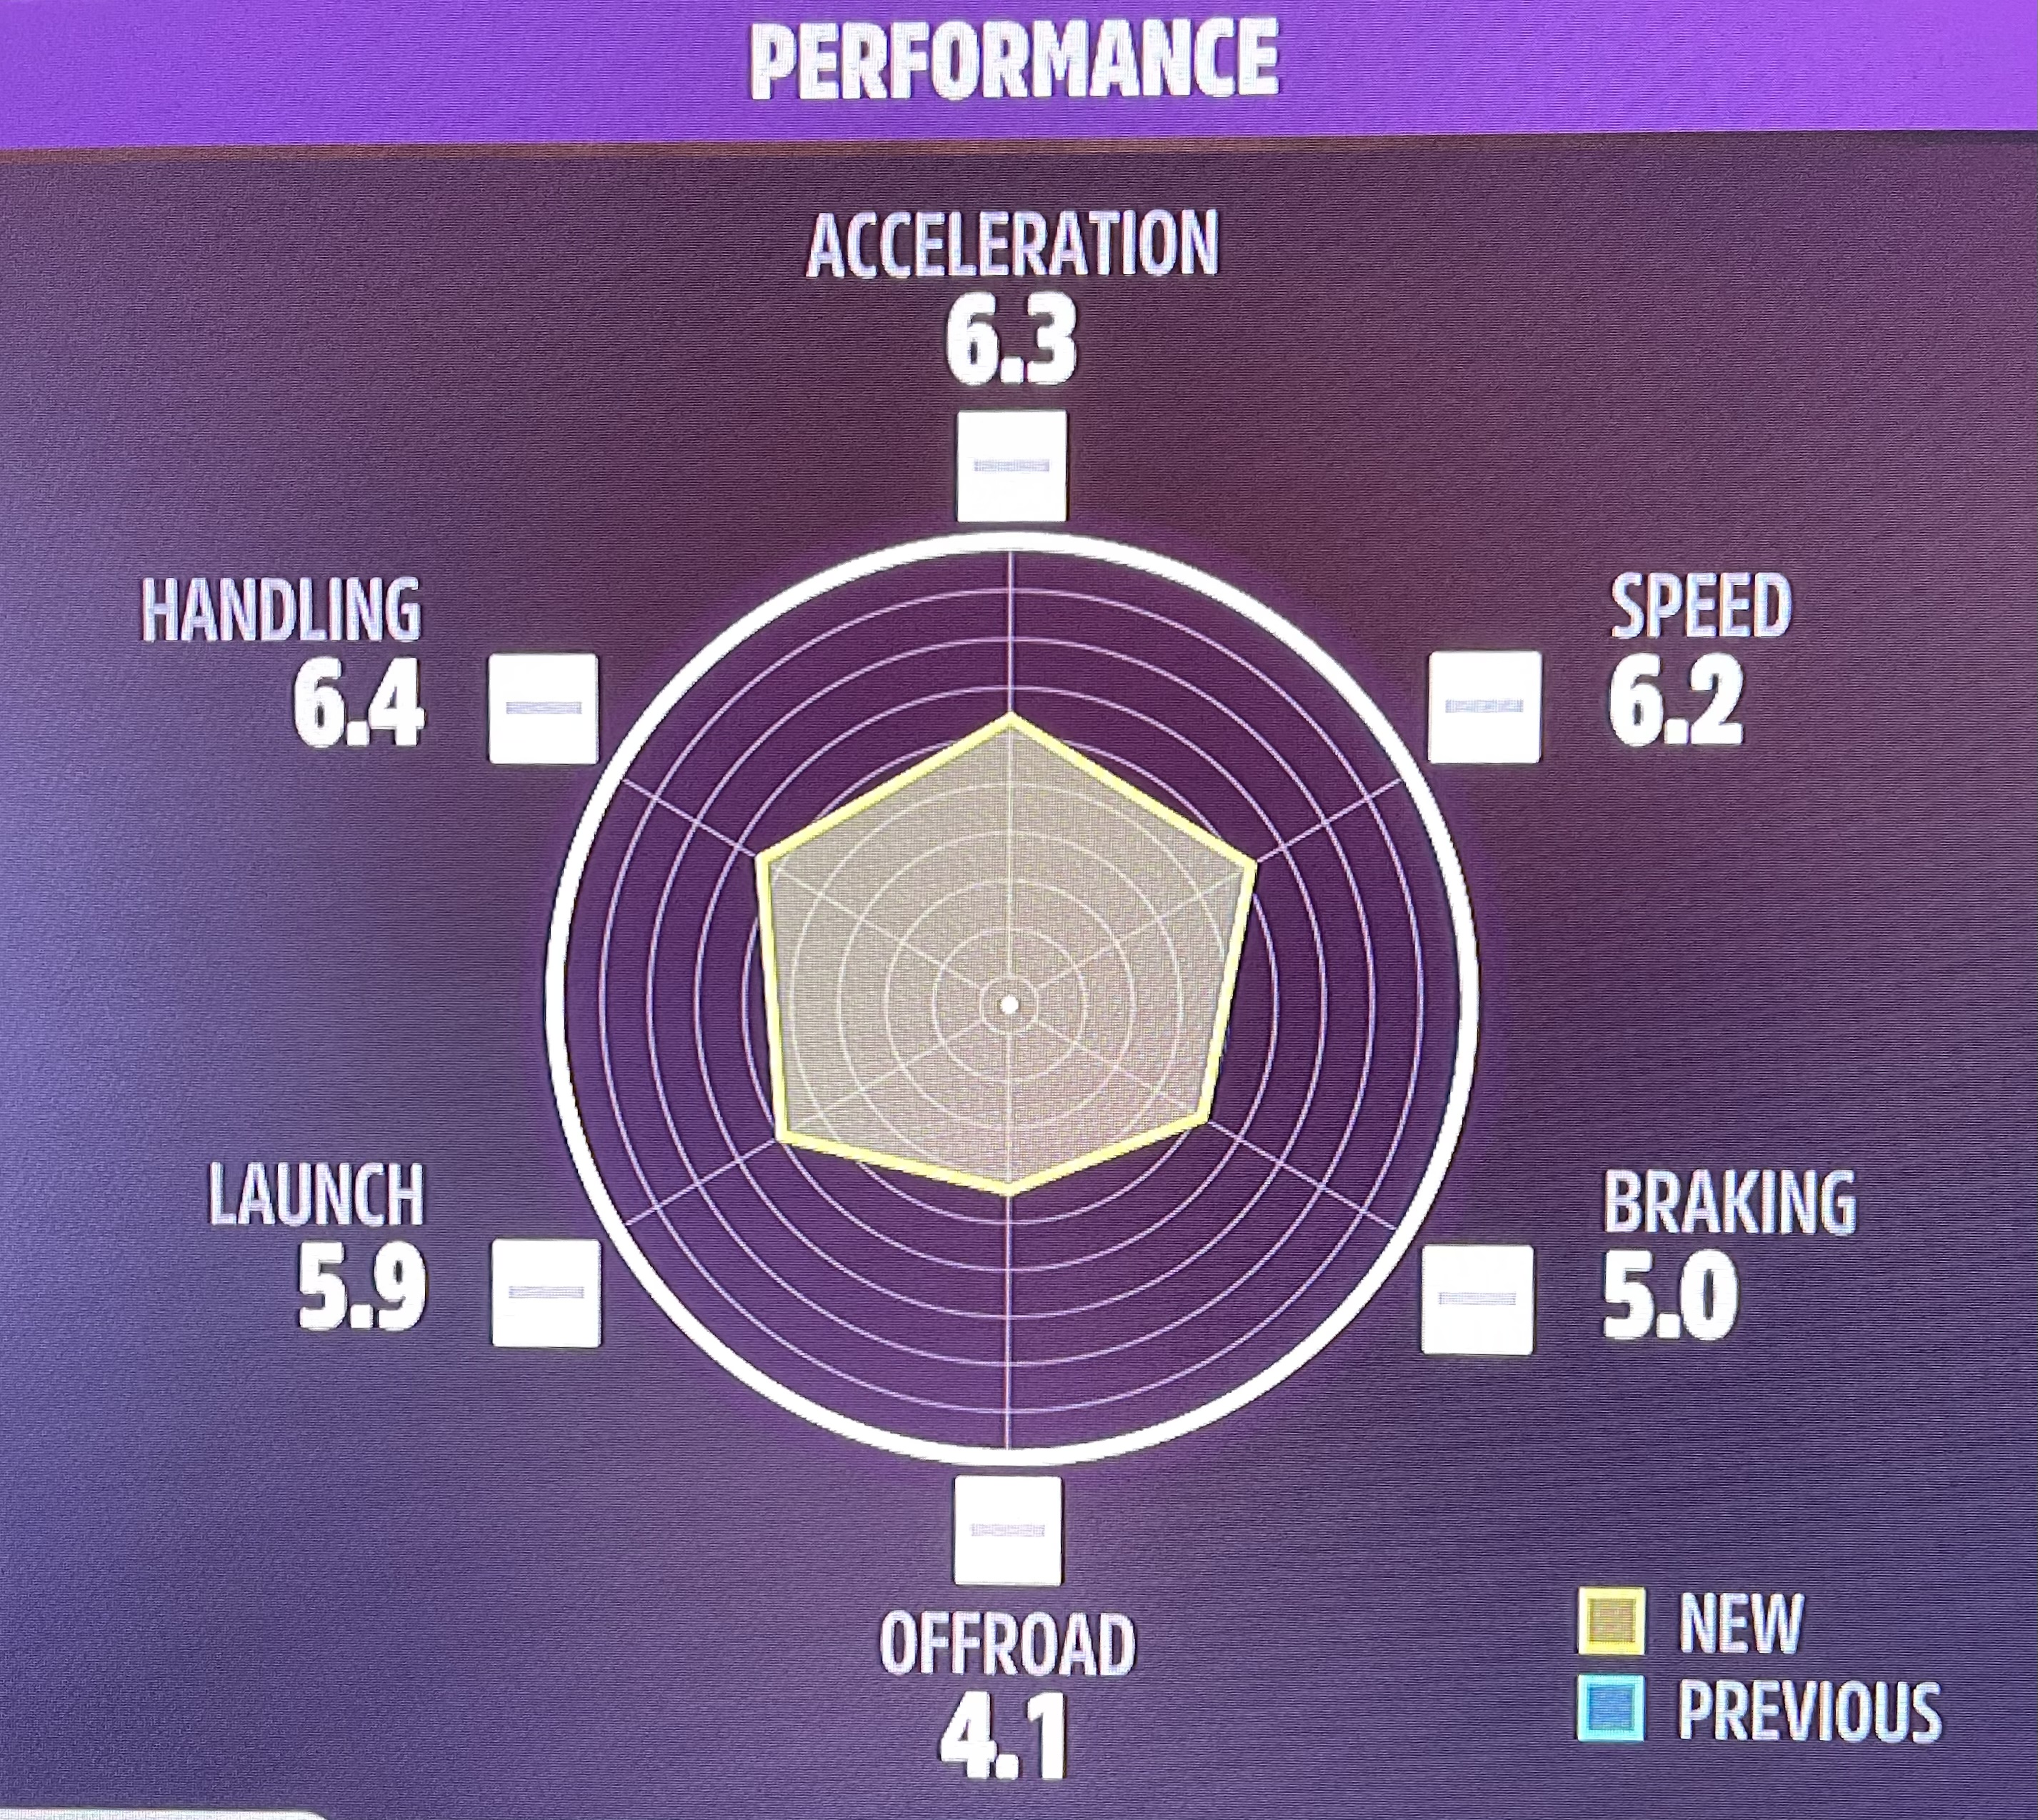 PERFORMANCE
ACCELERATION
6.3
HANDLING
6.4
SPEED
6.2
LAUNCH
5.9
BRAKING
5.0
OFFROAD
4.1
NEW
PREVIOUS